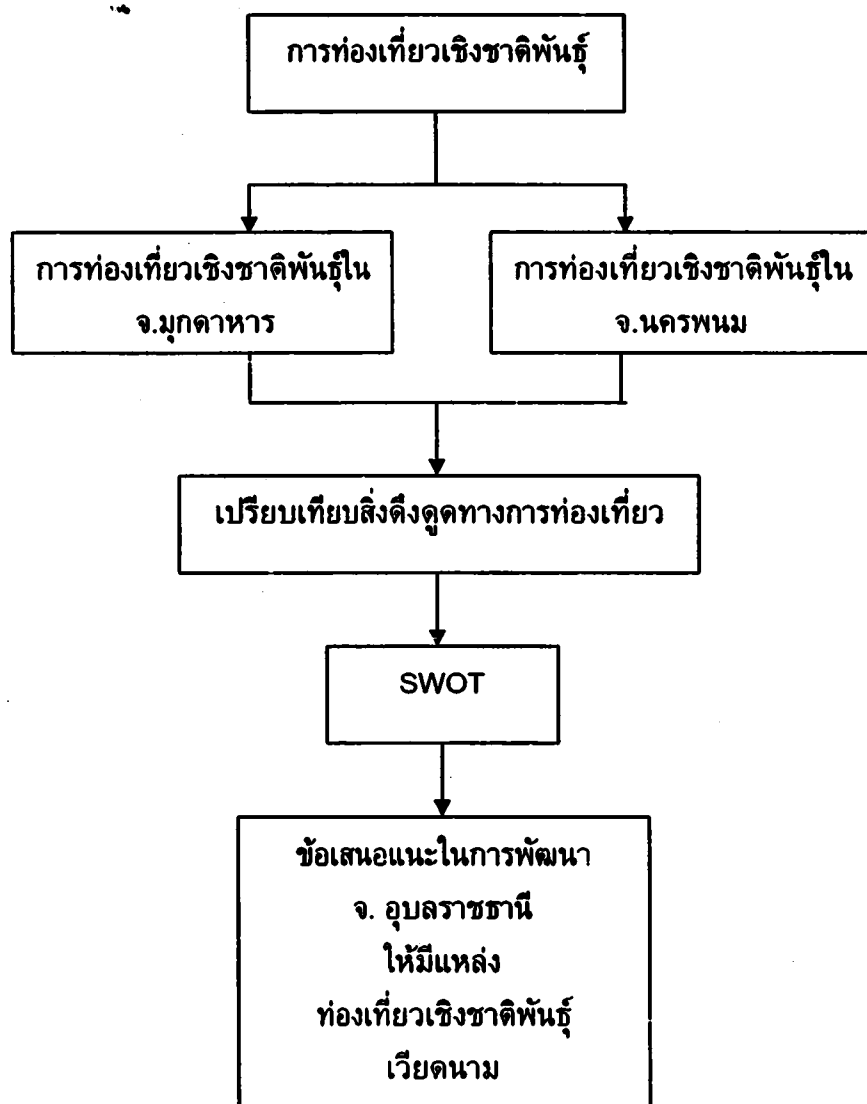 การท่องเที่ยวเชิงชาติพันธุ์
การท่องเที่ยวเชิงชาติพันธุ์ใน
จ.มุกดาหาร
การท่องเที่ยวเชิงชาติพันธุ์ใน
จ.นครพนม
เปรียบเทียบสิ่งดึงดูดทางการท่องเที่ยว
SWOT
ข้อเสนอแนะในการพัฒนา
จ. อุบลราชธานี
ให้มีแหล่ง
ท่องเที่ยวเชิงชาติพันธุ์
เวียดนาม